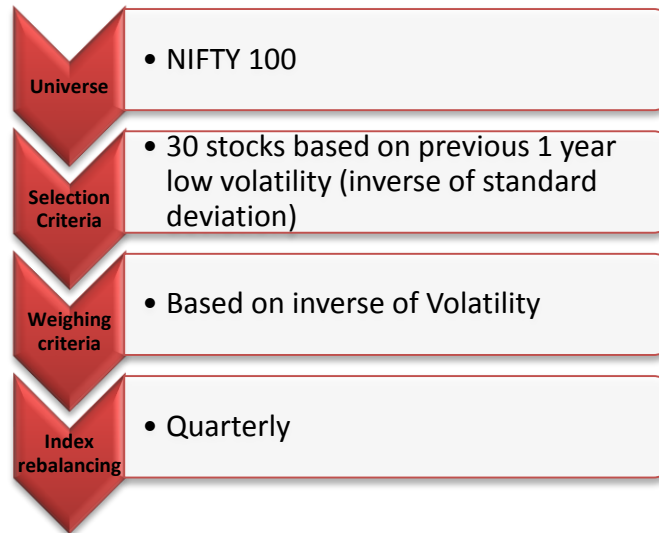 Universe
• NIFTY 100
Selection
Criteria
• 30 stocks based on previous 1 year
low volatility (inverse of standard
deviation)
Weighing
criteria
• Based on inverse of Volatility
Index
rebalancing
• Quarterly